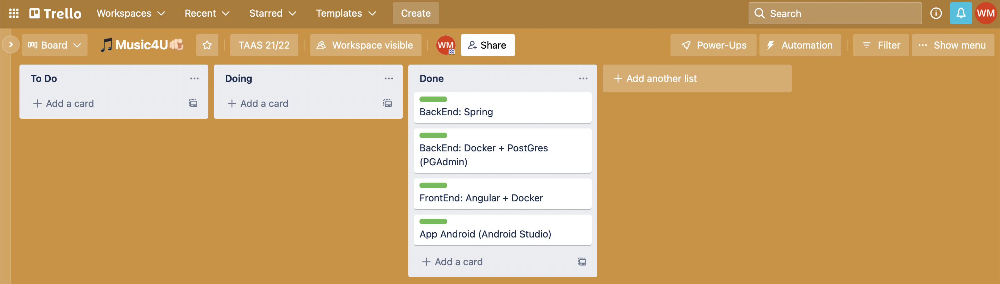 Trello Workspaces Recent Starred Templates Create Search WM
Board 🎵Music4U🫵🏻 TAAS 21/22 Workspace visible WM Share Power-Ups Automation Filter Show menu
To Do
Add a card
Doing
Add a card
Done
BackEnd: Spring
BackEnd: Docker + PostGres
(PGAdmin)
FrontEnd: Angular + Docker
App Android (Android Studio)
Add a card
Add another list